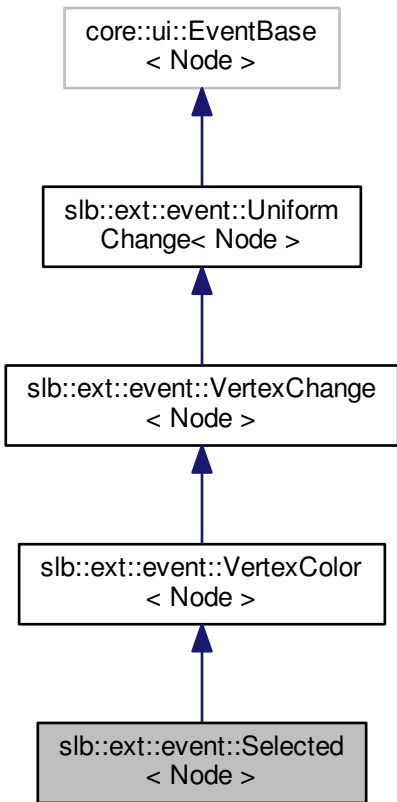 core::ui::EventBase
< Node >
slb::ext::event::Uniform
Change< Node >
slb::ext::event::VertexChange
< Node >
slb::ext::event::VertexColor
< Node >
slb::ext::event::Selected
< Node >